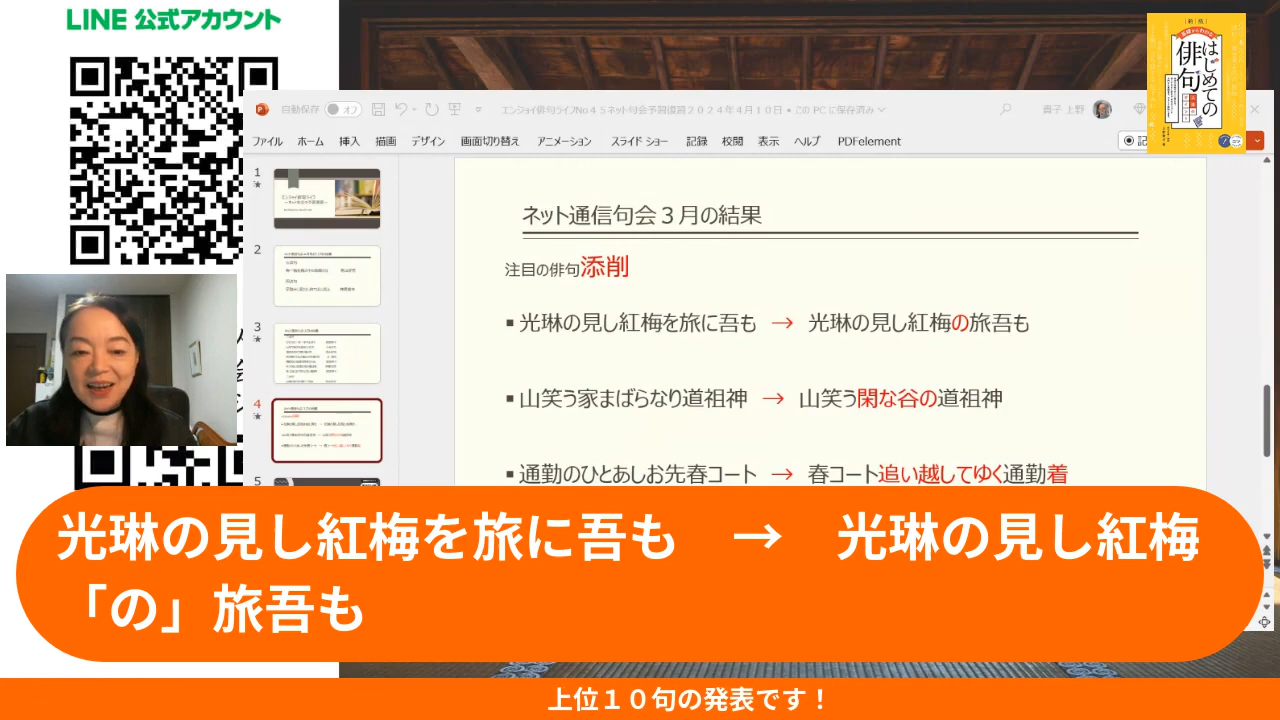 LINE 公式アカウント
自動保存 オフ
エンジョイ俳句ライフNo４５ネット句会予習復習２０２４年４月１０日 • この PC に保存済み
貴子 上野
ファイル ホーム 挿入 描画 デザイン 画面切り替え アニメーション スライド ショー 記録 校閲 表示 ヘルプ PDFelement
はじめての
俳句
1
2
3
4
5
ネット通信句会３月の結果
注目の俳句添削
▪ 光琳の見し紅梅を旅に吾も → 光琳の見し紅梅の旅吾も
▪ 山笑う家まばらなり道祖神 → 山笑う閑な谷の道祖神
▪ 通勤のひとあしお先春コート → 春コート追い越してゆく通勤着
光琳の見し紅梅を旅に吾も　→　光琳の見し紅梅
「の」旅吾も
上位１０句の発表です！